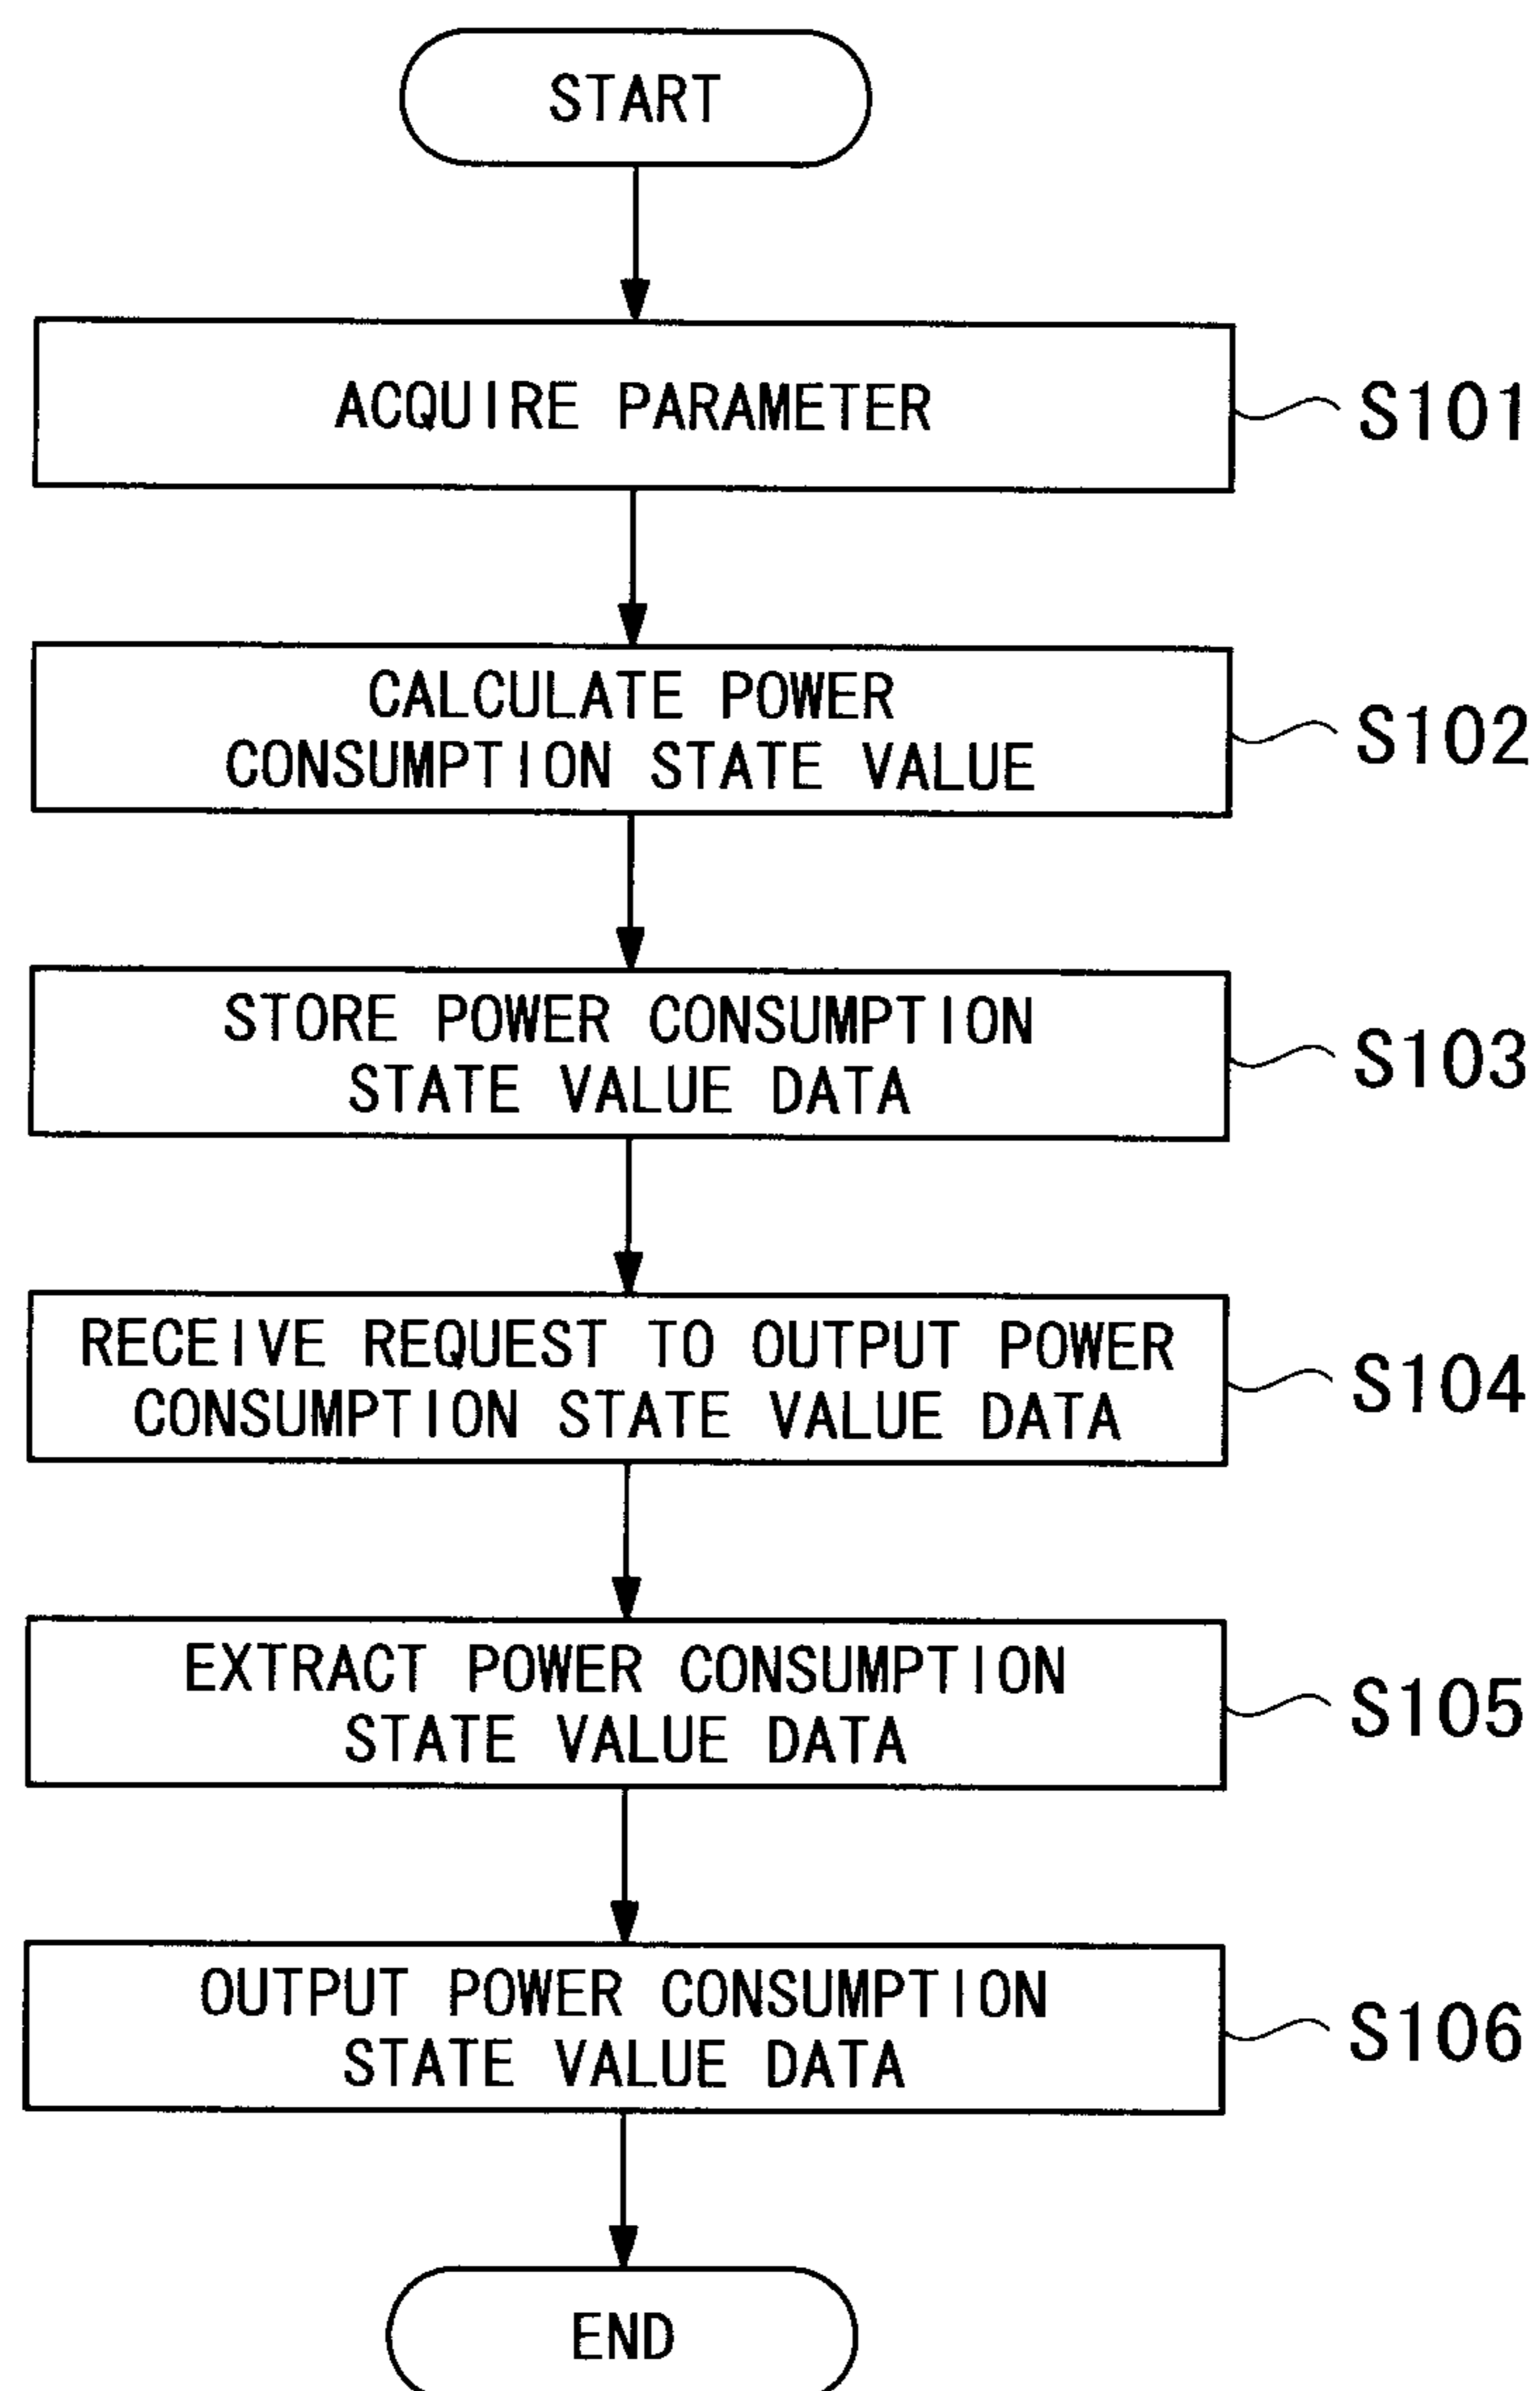 START
ACQUIRE PARAMETER
S101
CALCULATE POWER
CONSUMPTION STATE VALUE
S102
STORE POWER CONSUMPTION
STATE VALUE DATA
S103
RECEIVE REQUEST TO OUTPUT POWER
CONSUMPTION STATE VALUE DATA
S104
EXTRACT POWER CONSUMPTION
STATE VALUE DATA
S105
OUTPUT POWER CONSUMPTION
STATE VALUE DATA
S106
END